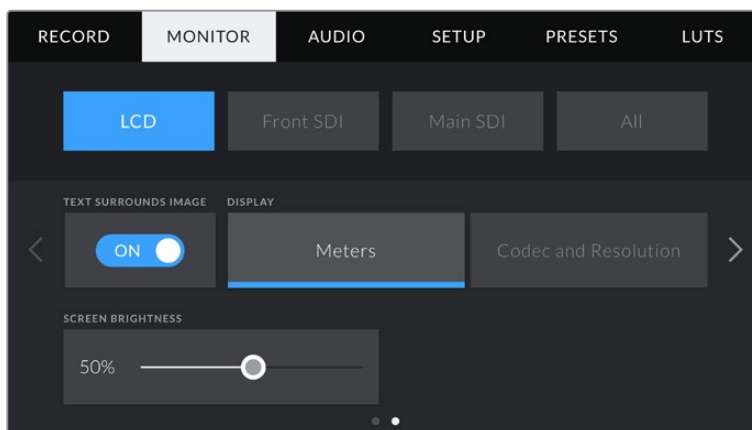 RECORD MONITOR AUDIO SETUP PRESETS LUTS
LCD Front SDI Main SDI All
TEXT SURROUNDS IMAGE DISPLAY
ON Meters Codec and Resolution
SCREEN BRIGHTNESS
50%